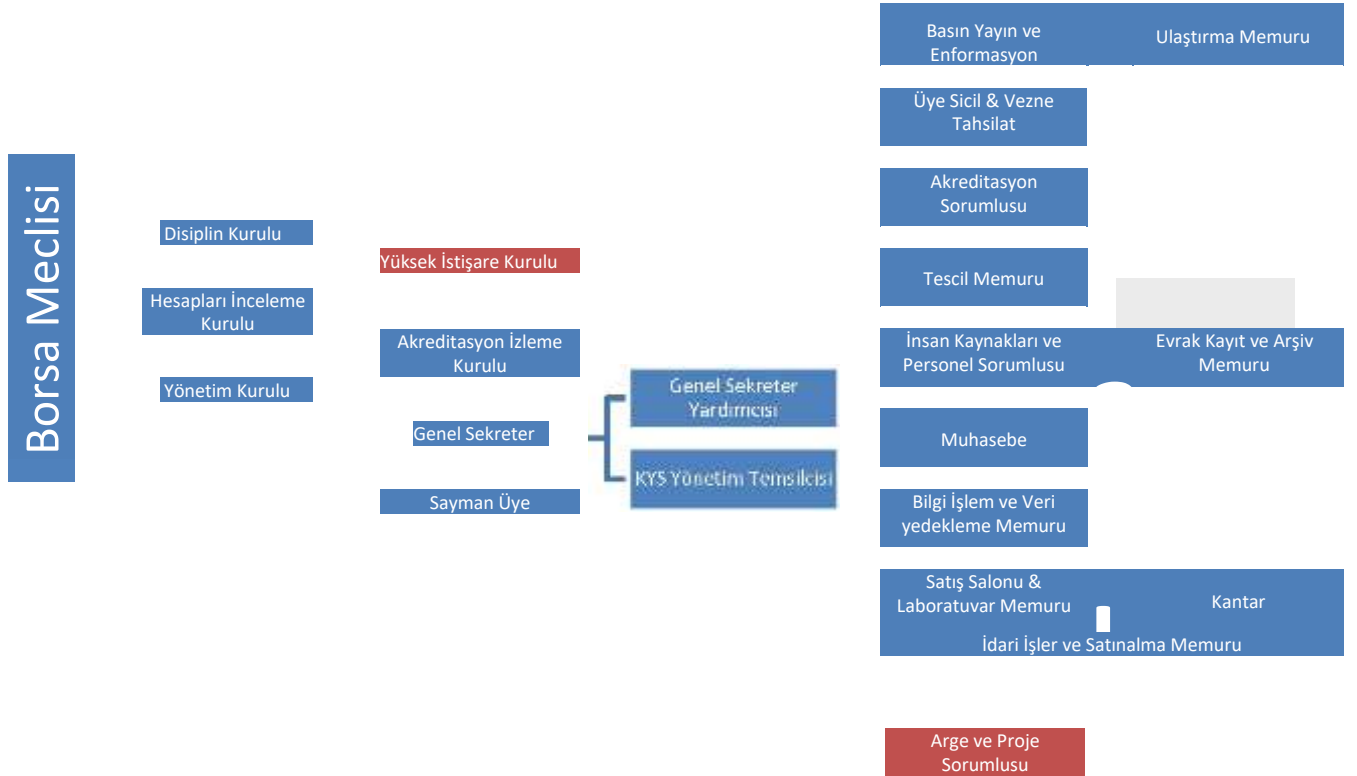 Borsa Meclisi
Disiplin Kurulu
Hesapları İnceleme
Kurulu
Yönetim Kurulu
Yüksek İstişare Kurulu
Akreditasyon İzleme
Kurulu
Genel Sekreter
Sayman Üye
Genel Sekreter
Yardımcısı
KYS Yönetim Temsilcisi
Basın Yayın ve
Enformasyon
Ulaştırma Memuru
Üye Sicil & Vezne
Tahsilat
Akreditasyon
Sorumlusu
Tescil Memuru
İnsan Kaynakları ve
Personel Sorumlusu
Evrak Kayıt ve Arşiv
Memuru
Muhasebe
Bilgi İşlem ve Veri
yedekleme Memuru
Satış Salonu &
Laboratuvar Memuru
Kantar
İdari İşler ve Satınalma Memuru
Arge ve Proje
Sorumlusu